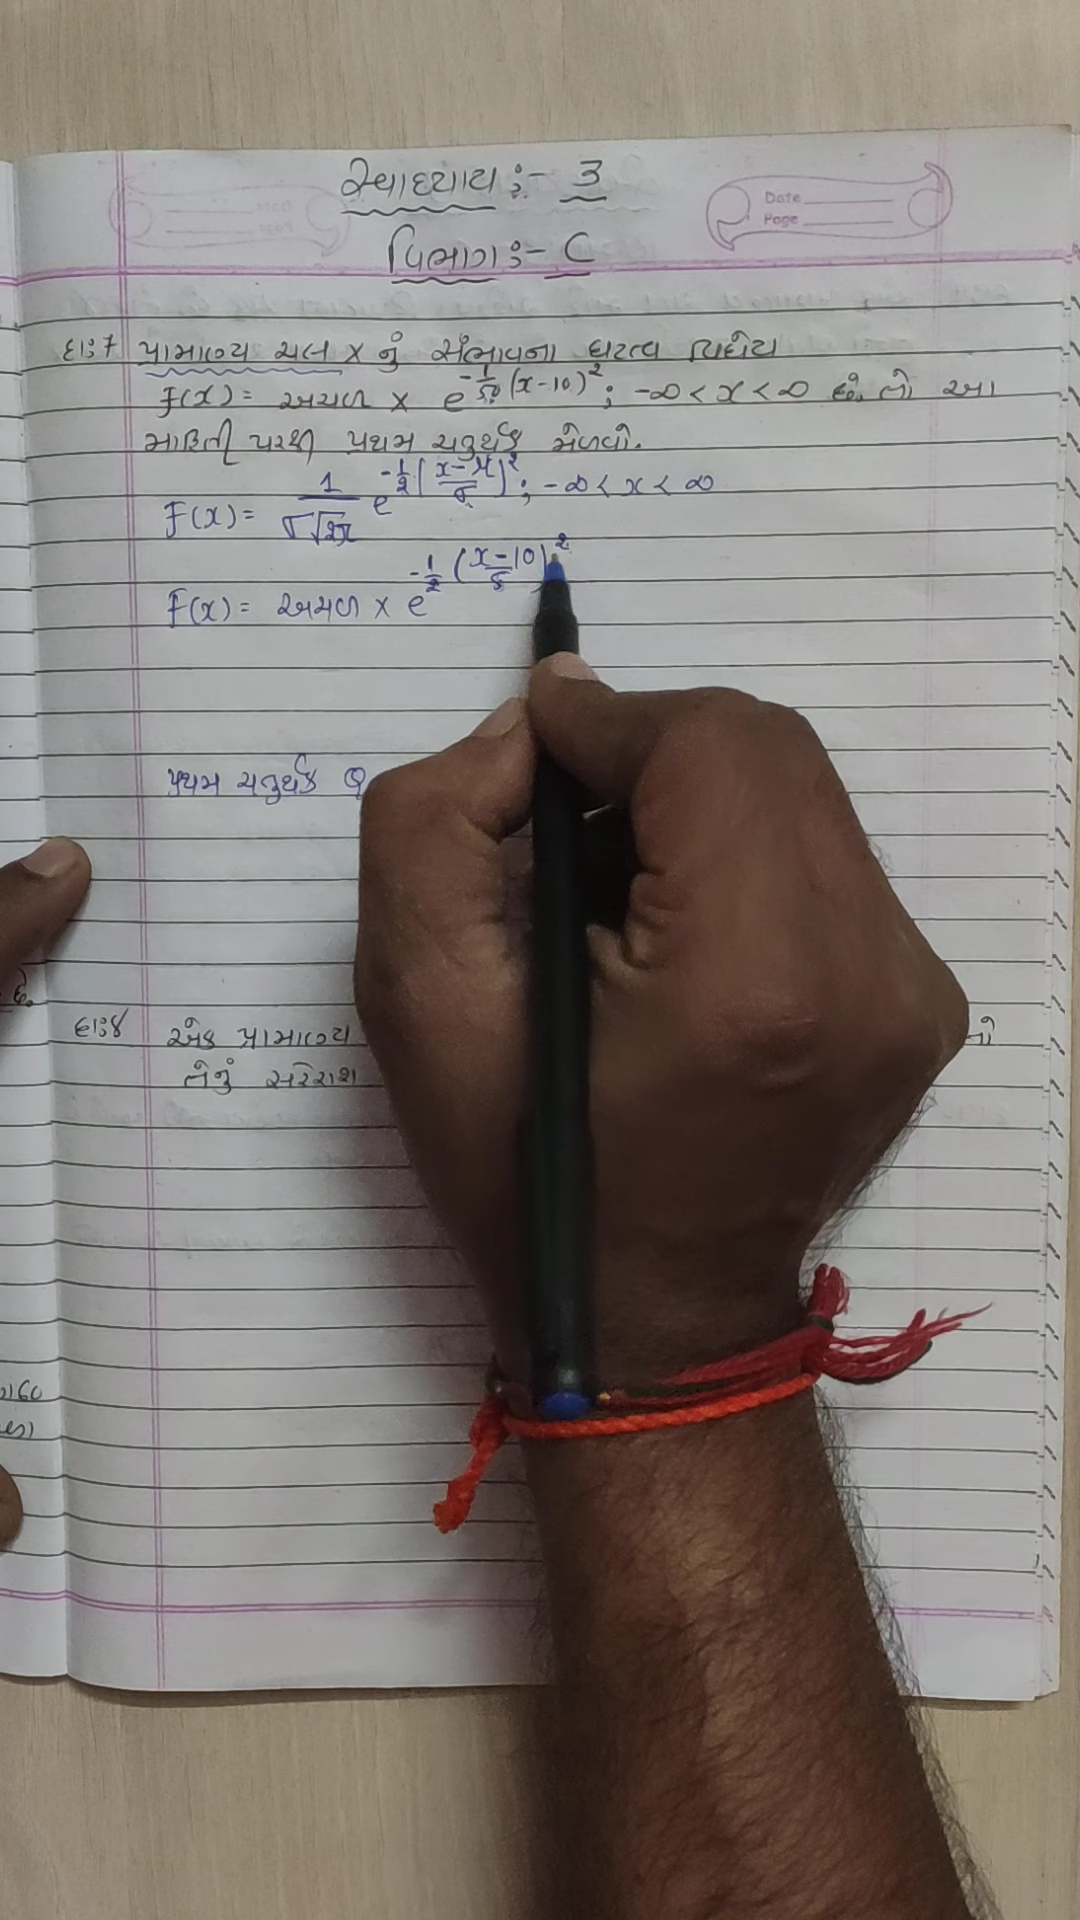 સ્વાધ્યાય :- 3
Date
Page
વિભાગ :- C
દા:7 પ્રામાણ્ય ચલ x નું સંભાવના ઘટત્વ વિધેય
f(x) = અચળ × e^{-1/50 (x-10)^2}; -∞ < x < ∞ છે. તો આ
માહિતી પરથી પ્રથમ ચતુર્થક મેળવો.
F(x) = 1/(σ√2π) e^{-1/2 ((x-μ)/σ)^2}; -∞ < x < ∞
F(x) = અચળ × e^{-1/2 ((x-10)/5)^2}
પ્રથમ ચતુર્થક Q
છે.
દા:8 એક પ્રામાણ્ય
તેનું સરેરાશ